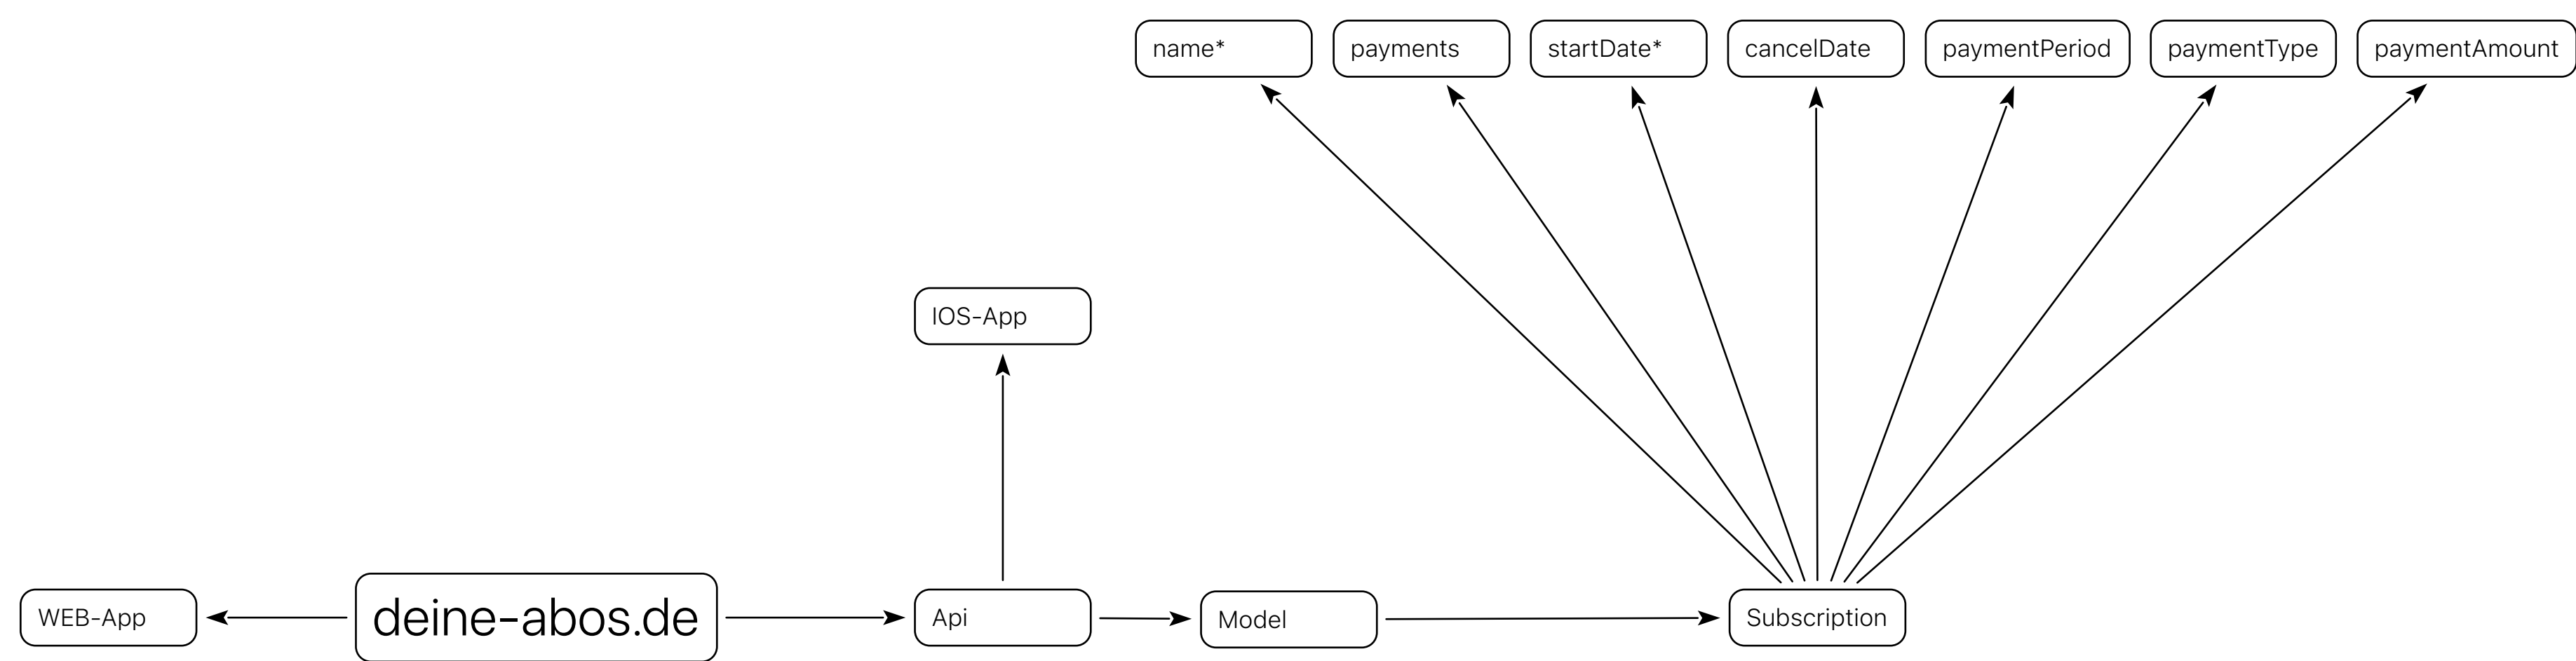 name*
payments
startDate*
cancelDate
paymentPeriod
paymentType
paymentAmount
IOS-App
WEB-App
deine-abos.de
Api
Model
Subscription